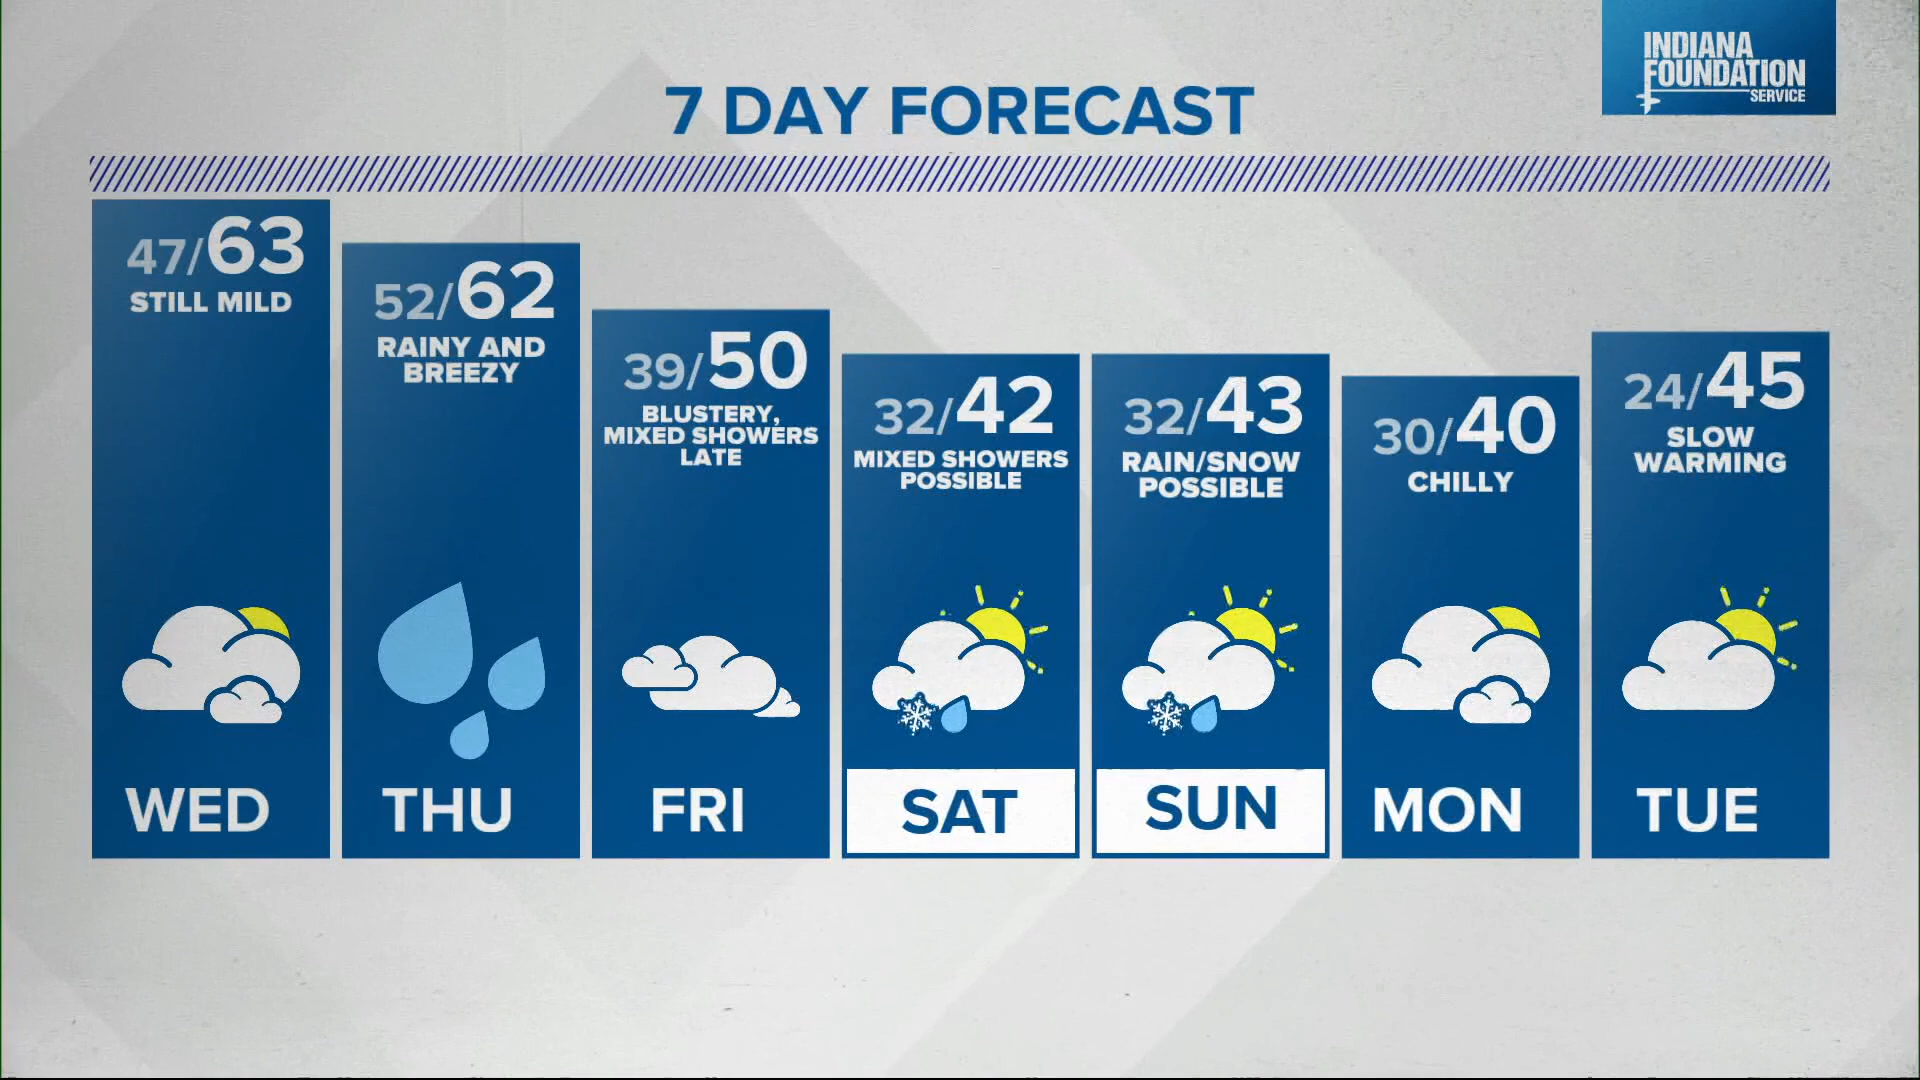 INDIANA
FOUNDATION
SERVICE
7 DAY FORECAST
47/63
STILL MILD
WED
52/62
RAINY AND
BREEZY
THU
39/50
BLUSTERY,
MIXED SHOWERS
LATE
FRI
32/42
MIXED SHOWERS
POSSIBLE
SAT
32/43
RAIN/SNOW
POSSIBLE
SUN
30/40
CHILLY
MON
24/45
SLOW
WARMING
TUE